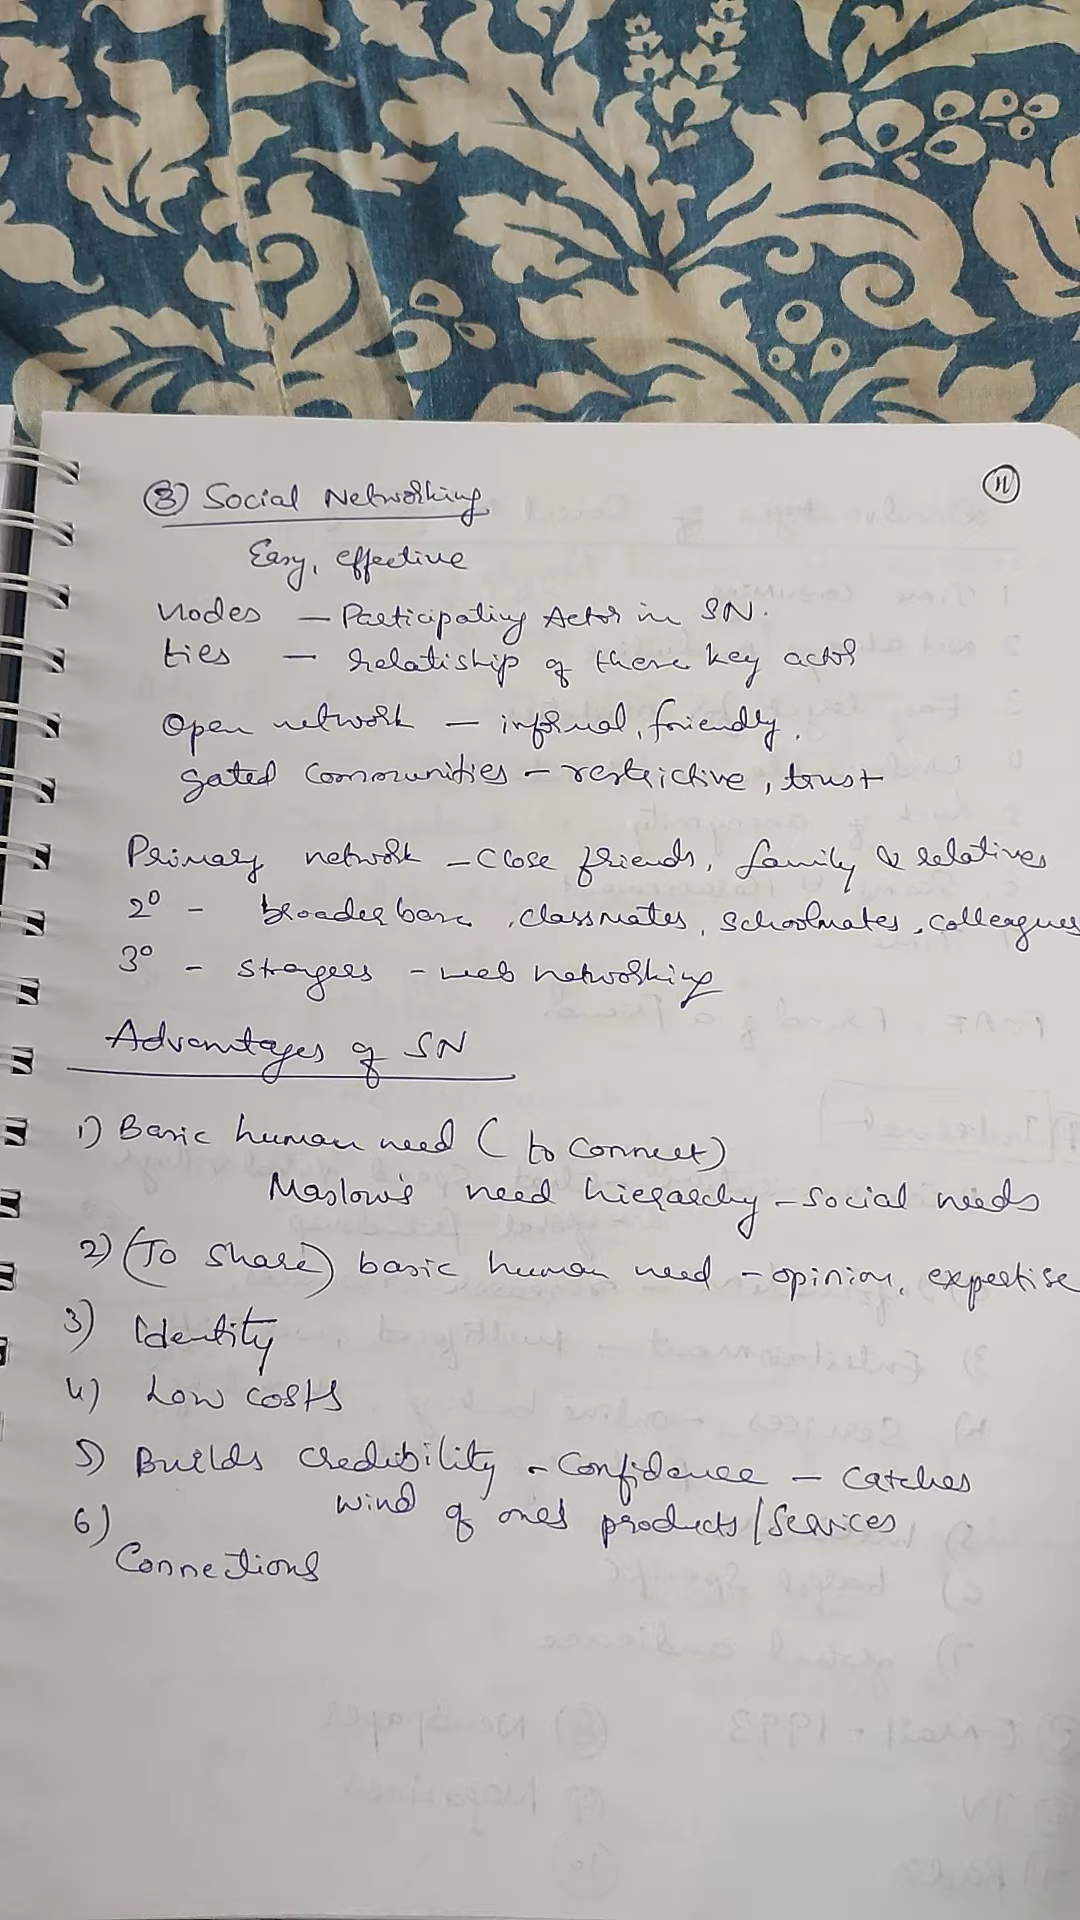 ③ Social Networking
11
Easy, effective
nodes — Participating Actor in SN.
ties — relatiship of these key actor
Open network — informal, friendly.
gated communities – restrictive, trust
Primary network – close friends, family & relatives
2° – broader base, classmates, schoolmates, colleagues
3° – strangers – web networking
Advantages of SN
1) Basic human need (to connect)
Maslow's need hierarchy – social needs
2) (To share) basic human need – opinion, expertise
3) Identity
4) Low costs
5) Builds credibility – Confidence – catches
wind of ones products/services
6)
Connections